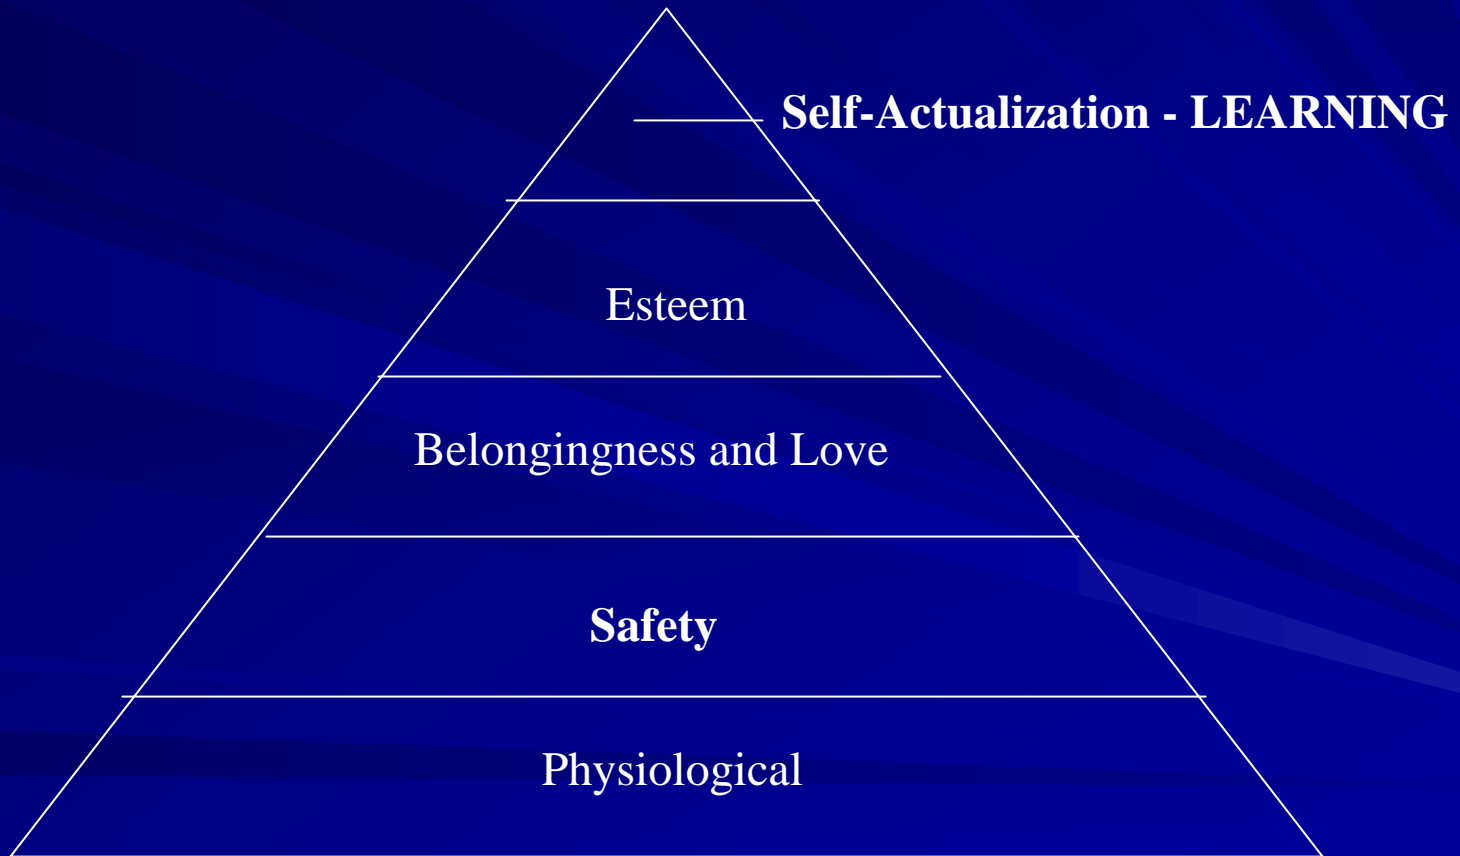 Self-Actualization - LEARNING
Esteem
Belongingness and Love
Safety
Physiological